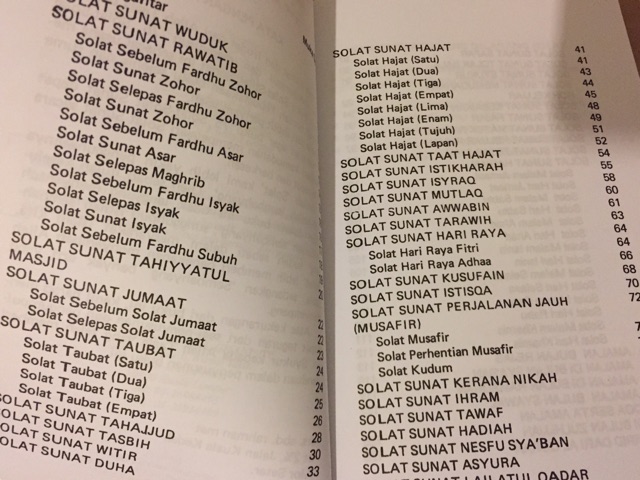 SOLAT SUNAT WUDUK
SOLAT SUNAT RAWATIB
Solat Sebelum Fardhu Zohor
Solat Sunat Zohor
Solat Selepas Fardhu Zohor
Solat Sunat Zohor
Solat Sebelum Fardhu Asar
Solat Sunat Asar
Solat Selepas Maghrib
Solat Sebelum Fardhu Isyak
Solat Selepas Isyak
Solat Sunat Isyak
Solat Sebelum Fardhu Subuh
SOLAT SUNAT TAHIYYATUL
MASJID
SOLAT SUNAT JUMAAT
Solat Sebelum Solat Jumaat 22
Solat Selepas Solat Jumaat 22
SOLAT SUNAT TAUBAT 23
Solat Taubat (Satu) 24
Solat Taubat (Dua) 24
Solat Taubat (Tiga) 25
Solat Taubat (Empat) 26
SOLAT SUNAT TAHAJJUD 28
SOLAT SUNAT TASBIH 30
SOLAT SUNAT WITIR 33
SOLAT SUNAT DUHA
SOLAT SUNAT HAJAT 41
Solat Hajat (Satu) 41
Solat Hajat (Dua) 43
Solat Hajat (Tiga) 44
Solat Hajat (Empat) 45
Solat Hajat (Lima) 48
Solat Hajat (Enam) 49
Solat Hajat (Tujuh) 51
Solat Hajat (Lapan) 52
SOLAT SUNAT TAAT HAJAT 54
SOLAT SUNAT ISTIKHARAH 55
SOLAT SUNAT ISYRAQ 58
SOLAT SUNAT MUTLAQ 60
SOLAT SUNAT AWWABIN 61
SOLAT SUNAT TARAWIH 63
SOLAT SUNAT HARI RAYA 64
Solat Hari Raya Fitri 64
Solat Hari Raya Adhaa 66
SOLAT SUNAT KUSUFAIN 68
SOLAT SUNAT ISTISQA 70
SOLAT SUNAT PERJALANAN JAUH 72
(MUSAFIR)
Solat Musafir
Solat Perhentian Musafir
Solat Kudum
SOLAT SUNAT KERANA NIKAH
SOLAT SUNAT IHRAM
SOLAT SUNAT TAWAF
SOLAT SUNAT HADIAH
SOLAT SUNAT NESFU SYA'BAN
SOLAT SUNAT ASYURA
SUNAT LAILATUL QADAR